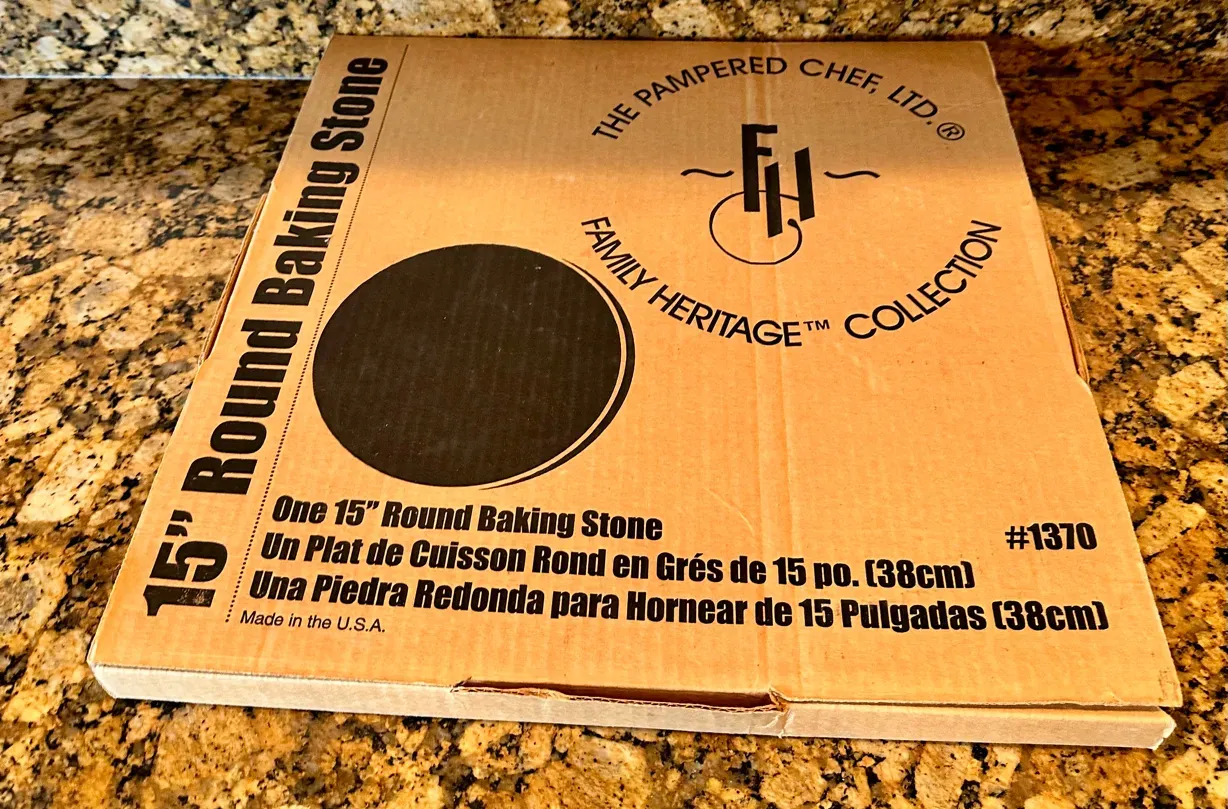 15” Round Baking Stone
THE PAMPERED CHEF, LTD.®
FH
FAMILY HERITAGE™ COLLECTION
One 15” Round Baking Stone
#1370
Un Plat de Cuisson Rond en Grés de 15 po. (38cm)
Una Piedra Redonda para Hornear de 15 Pulgadas (38cm)
Made in the U.S.A.